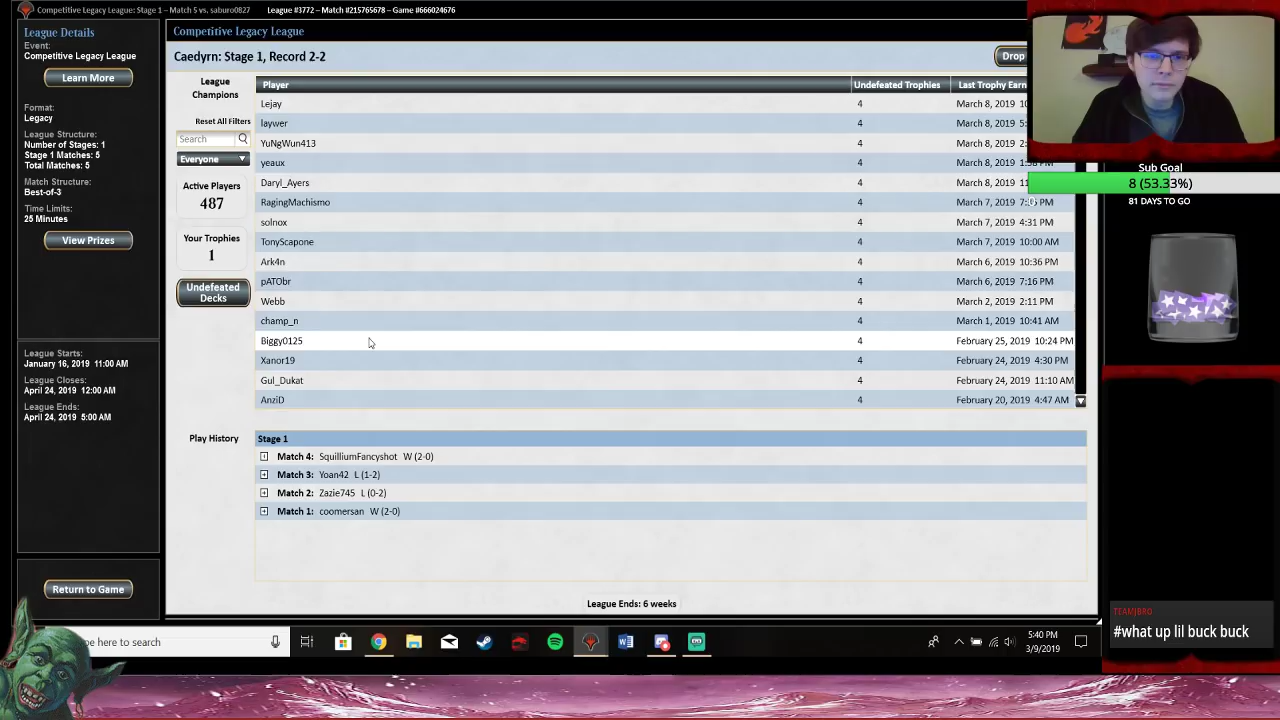 Competitive Legacy League: Stage 1 – Match 5 vs. saburo0827 League #3772 – Match #215765678 – Game #666024676
League Details
Event:
Competitive Legacy League
Learn More
Format:
Legacy
League Structure:
Number of Stages: 1
Stage 1 Matches: 5
Total Matches: 5
Match Structure:
Best-of-3
Time Limits:
25 Minutes
View Prizes
League Starts:
January 16, 2019 11:00 AM
League Closes:
April 24, 2019 12:00 AM
League Ends:
April 24, 2019 5:00 AM
Return to Game
Competitive Legacy League
Caedyrn: Stage 1, Record 2-2
Drop
League
Champions
Reset All Filters
Search
Everyone
Active Players
487
Your Trophies
1
Undefeated
Decks
Player Undefeated Trophies Last Trophy Earn
Lejay 4 March 8, 2019
laywer 4 March 8, 2019
YuNgWun413 4 March 8, 2019
yeaux 4 March 8, 2019
Daryl_Ayers 4 March 8, 2019
RagingMachismo 4 March 7, 2019
solnox 4 March 7, 2019 4:31 PM
TonyScapone 4 March 7, 2019 10:00 AM
Ark4n 4 March 6, 2019 10:36 PM
pATObr 4 March 6, 2019 7:16 PM
Webb 4 March 2, 2019 2:11 PM
champ_n 4 March 1, 2019 10:41 AM
Biggy0125 4 February 25, 2019 10:24 PM
Xanor19 4 February 24, 2019 4:30 PM
Gul_Dukat 4 February 24, 2019 11:10 AM
AnziD 4 February 20, 2019 4:47 AM
Play History
Stage 1
Match 4: SquilliumFancyshot W (2-0)
Match 3: Yoan42 L (1-2)
Match 2: Zazie745 L (0-2)
Match 1: coomersan W (2-0)
League Ends: 6 weeks
Sub Goal
8 (53.33%)
81 DAYS TO GO
TEAMJBRO
#what up lil buck buck
pe here to search
5:40 PM
3/9/2019